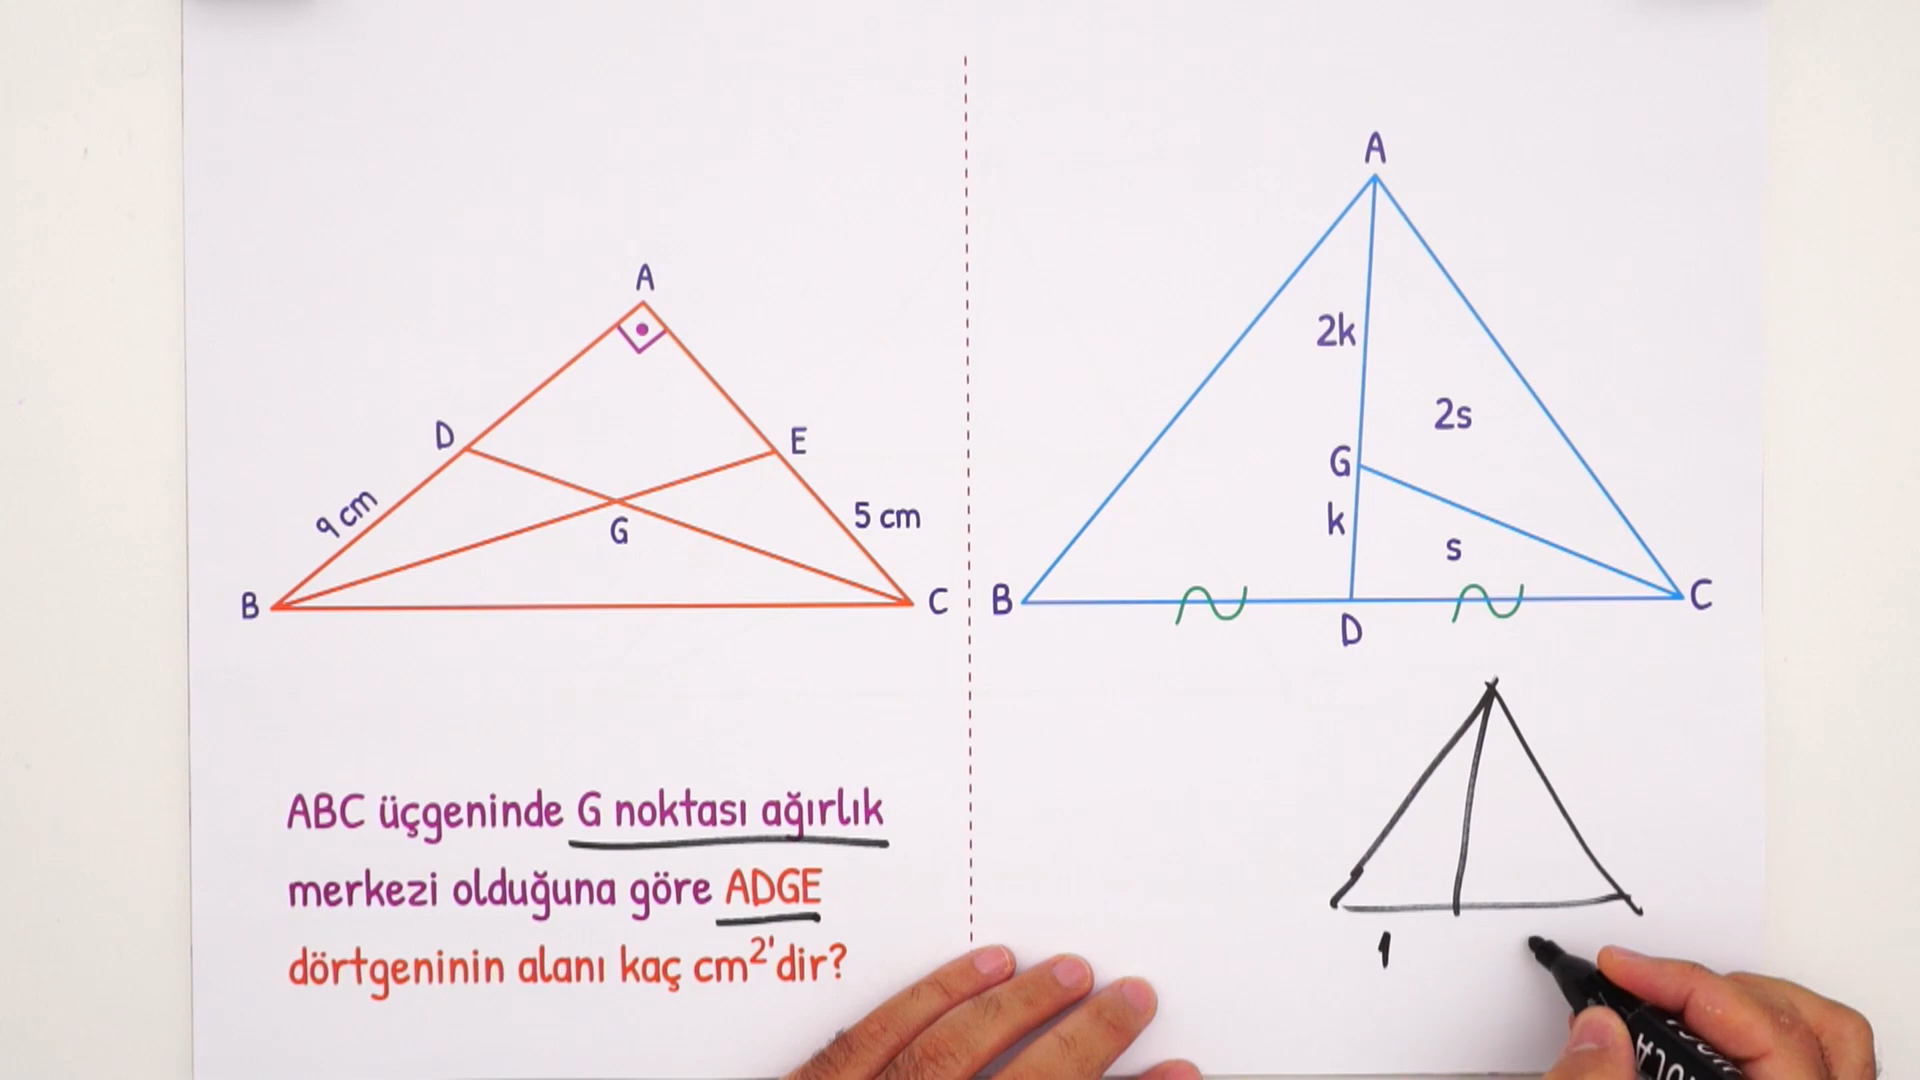 A
D
E
9 cm
5 cm
G
B
C
ABC üçgeninde G noktası ağırlık
merkezi olduğuna göre ADGE
dörtgeninin alanı kaç cm²'dir?
A
2k
2s
G
k
s
B
C
D
1